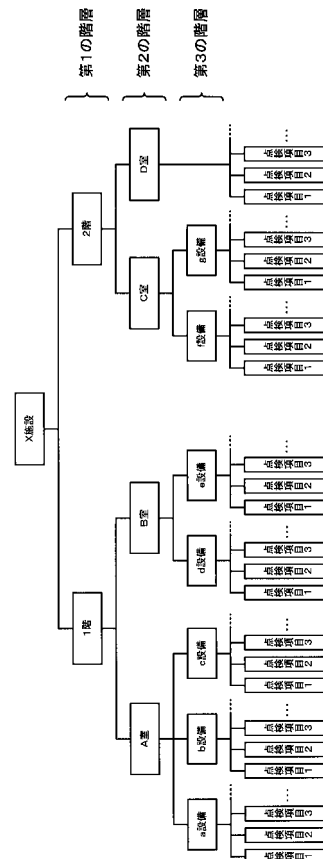 第1の階層
第2の階層
第3の階層
X施設
1階
2階
A室
B室
C室
D室
a設備
b設備
c設備
d設備
e設備
f設備
g設備
点検項目1
点検項目2
点検項目3
…
点検項目1
点検項目2
点検項目3
…
点検項目1
点検項目2
点検項目3
…
点検項目1
点検項目2
点検項目3
…
点検項目1
点検項目2
点検項目3
…
点検項目1
点検項目2
点検項目3
…
点検項目1
点検項目2
点検項目3
…
点検項目1
点検項目2
点検項目3
…